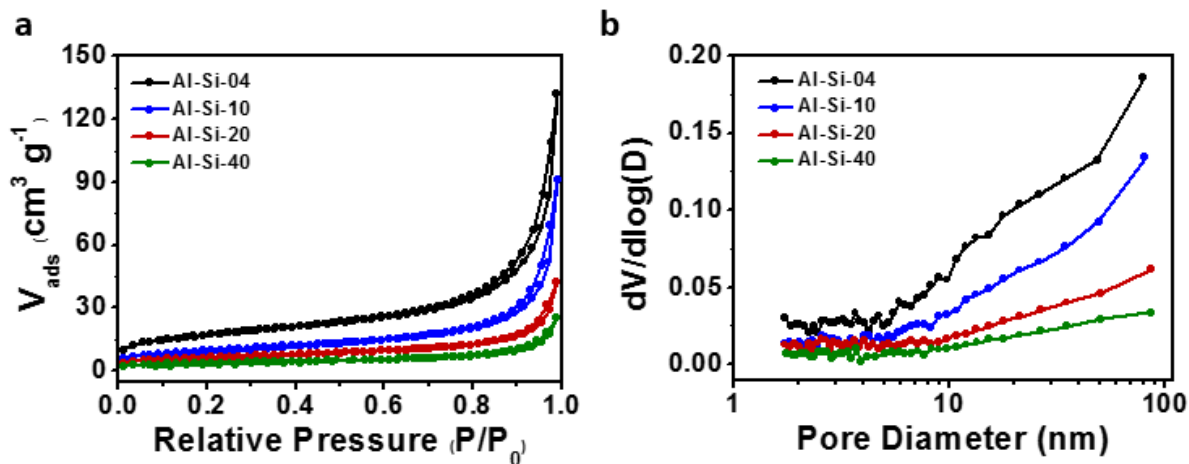 a
150
120
90
60
30
0
V_ads (cm³ g⁻¹)
Al-Si-04
Al-Si-10
Al-Si-20
Al-Si-40
0.0 0.2 0.4 0.6 0.8 1.0
Relative Pressure (P/P₀)
b
0.20
0.15
0.10
0.05
0.00
dV/dlog(D)
Al-Si-04
Al-Si-10
Al-Si-20
Al-Si-40
1 10 100
Pore Diameter (nm)